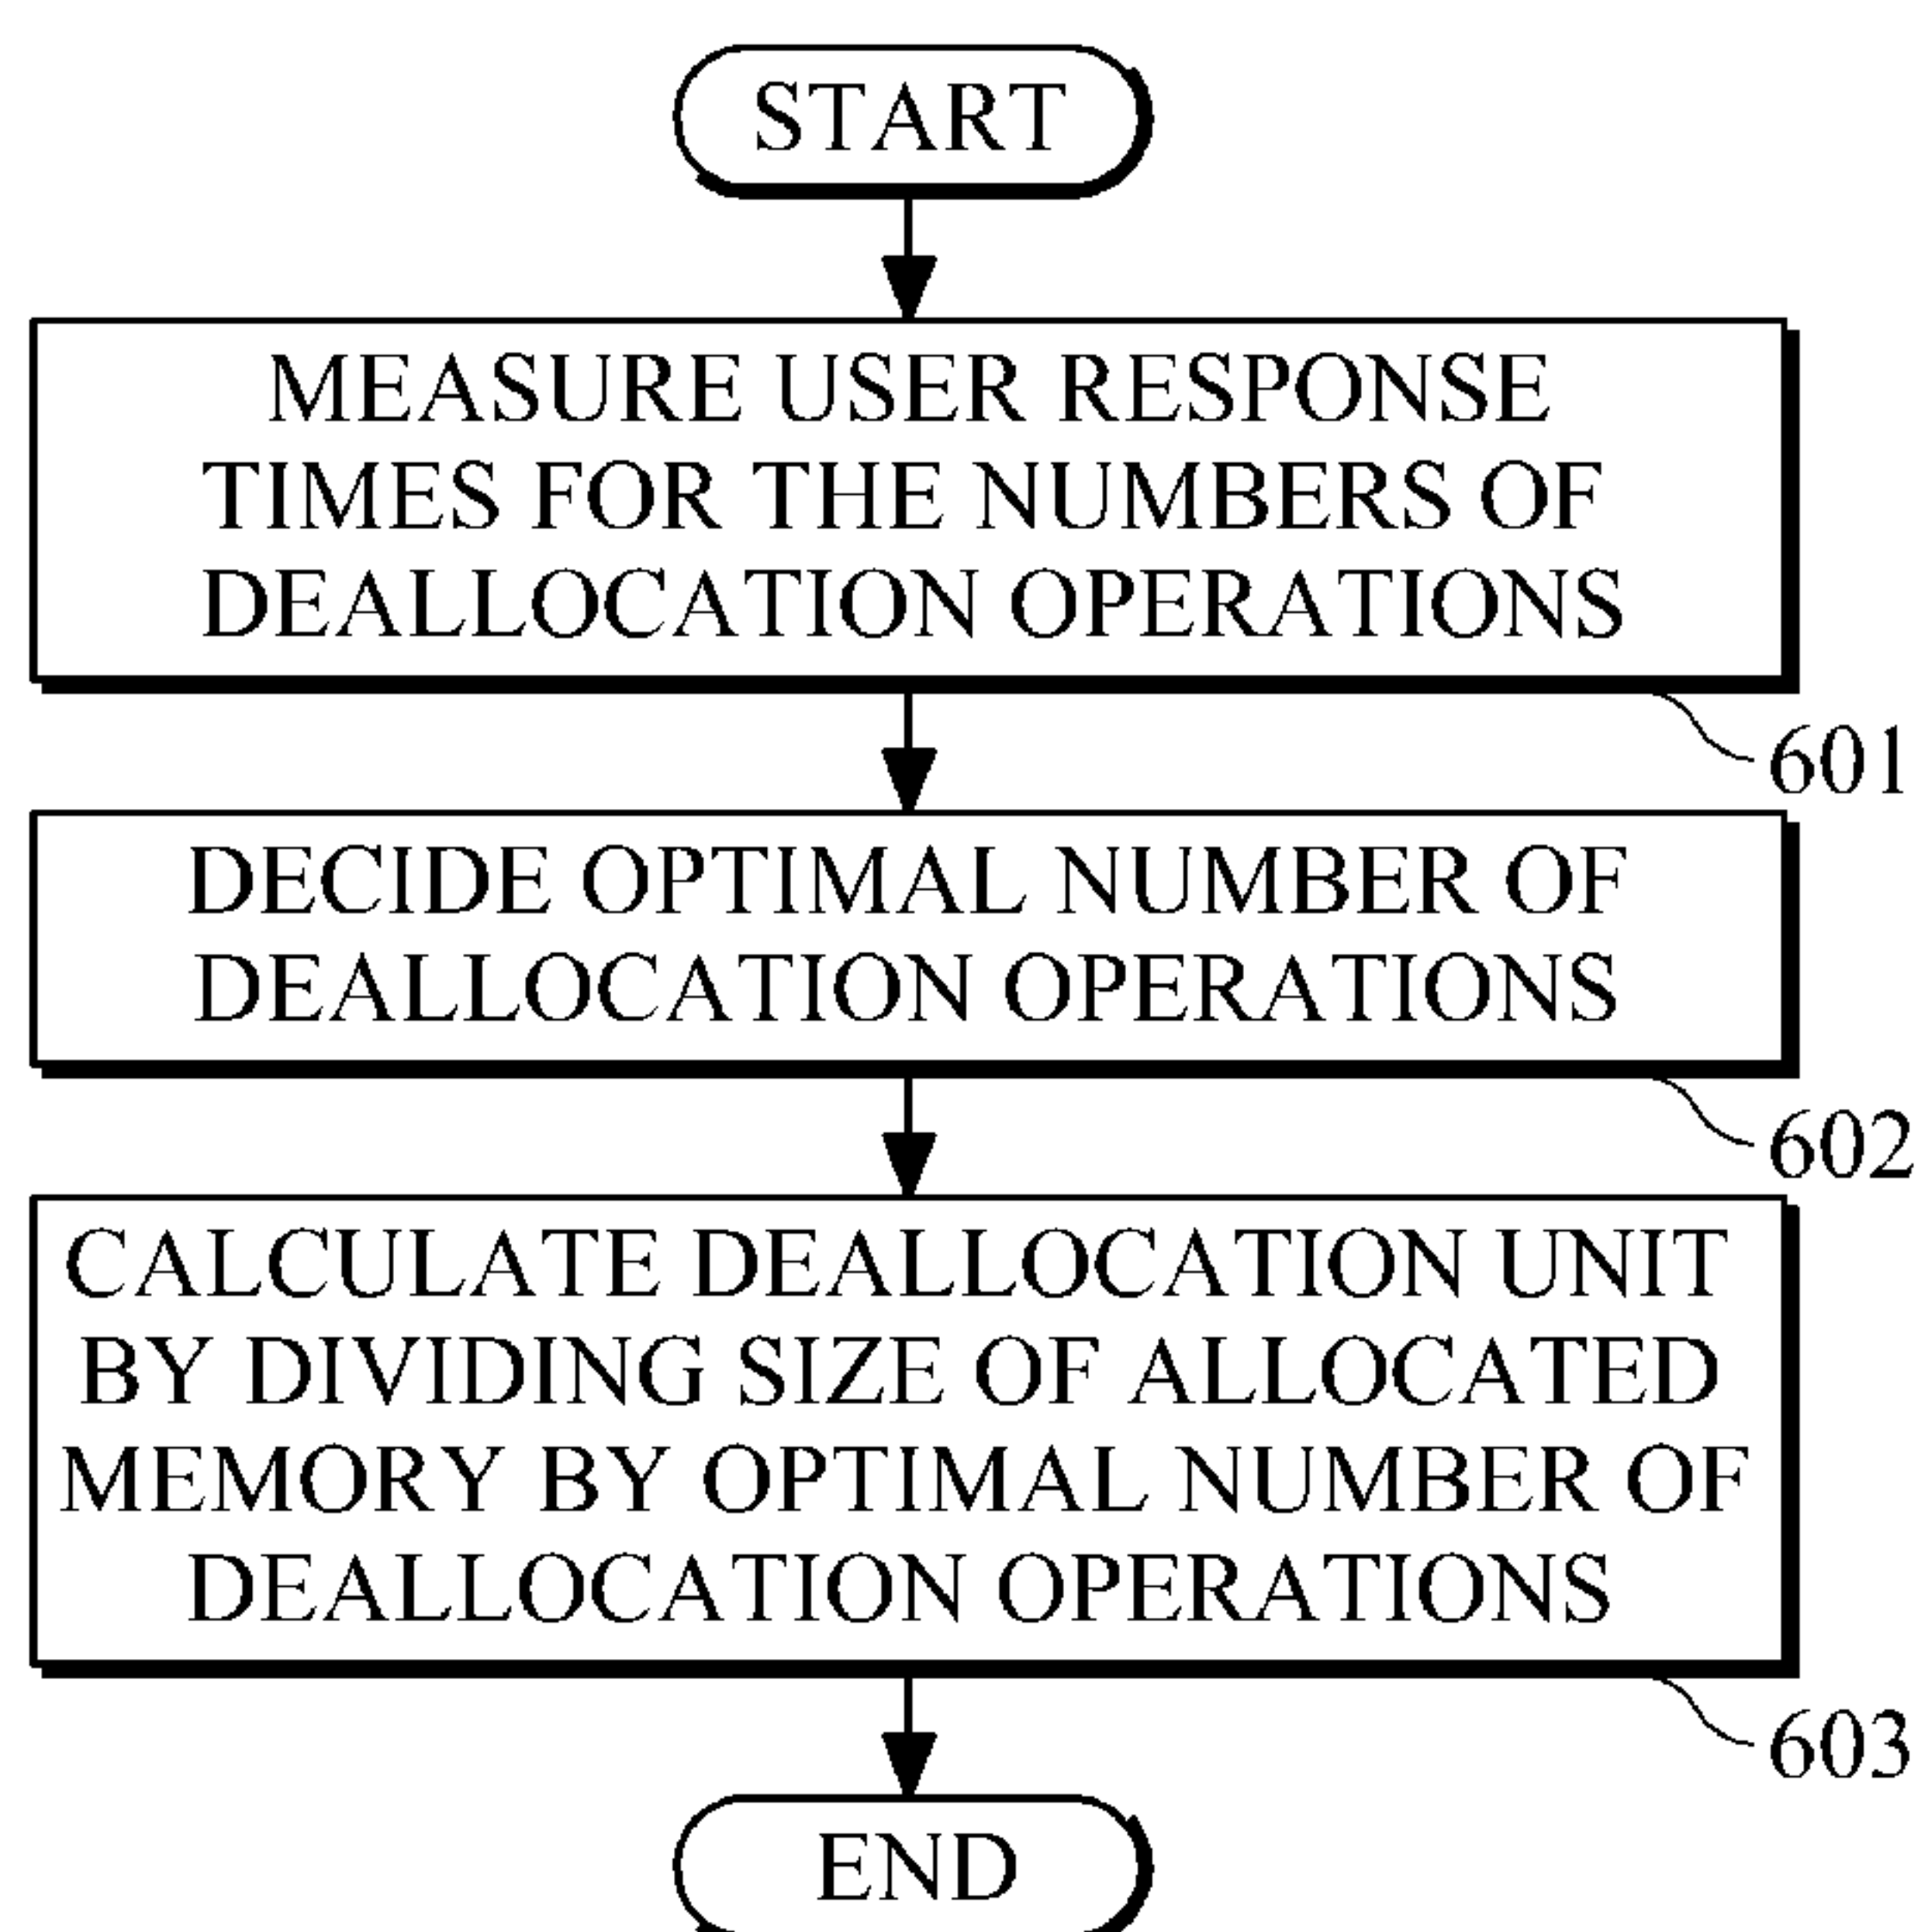 START
MEASURE USER RESPONSE
TIMES FOR THE NUMBERS OF
DEALLOCATION OPERATIONS
601
DECIDE OPTIMAL NUMBER OF
DEALLOCATION OPERATIONS
602
CALCULATE DEALLOCATION UNIT
BY DIVIDING SIZE OF ALLOCATED
MEMORY BY OPTIMAL NUMBER OF
DEALLOCATION OPERATIONS
603
END